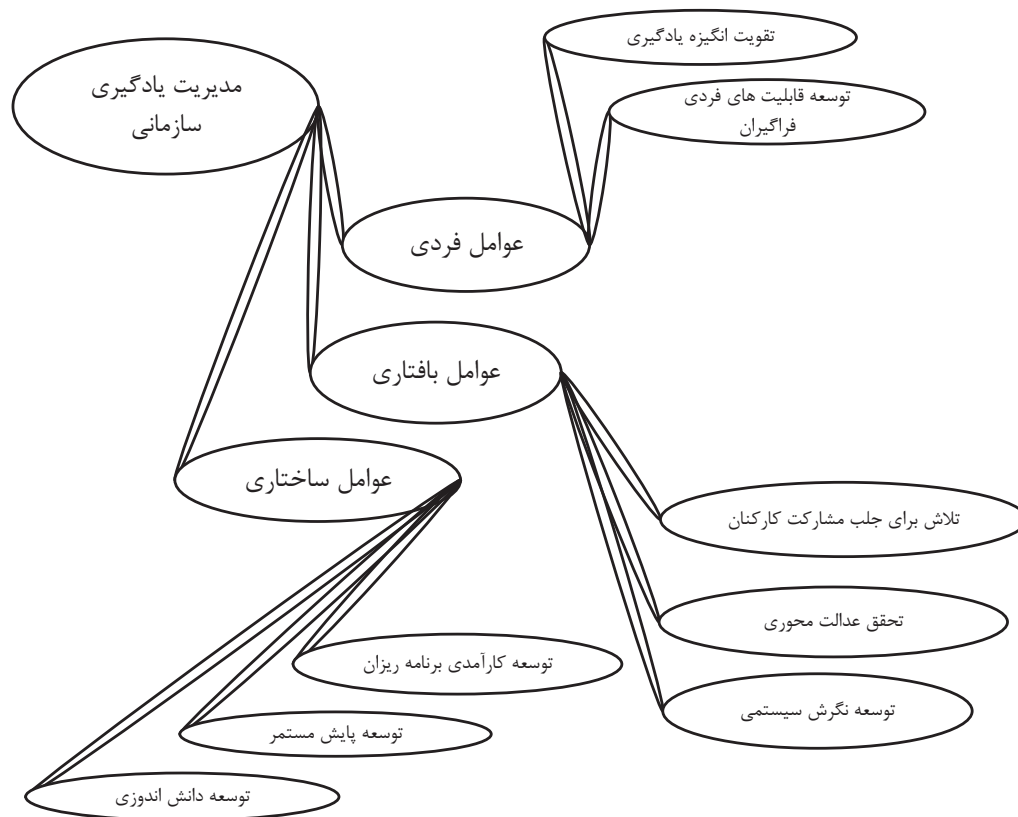 تقویت انگیزه یادگیری
مدیریت یادگیری
سازمانی
توسعه قابلیت های فردی
فراگیران
عوامل فردی
عوامل بافتاری
عوامل ساختاری
تلاش برای جلب مشارکت کارکنان
تحقق عدالت محوری
توسعه کارآمدی برنامه ریزان
توسعه نگرش سیستمی
توسعه پایش مستمر
توسعه دانش اندوزی